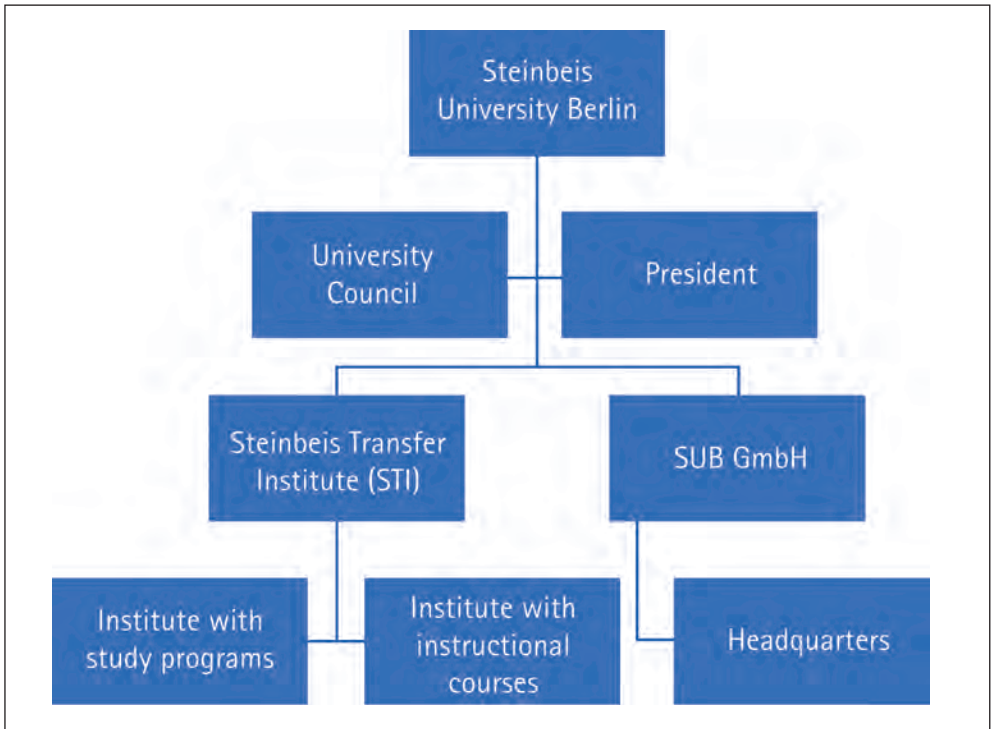 Steinbeis
University Berlin
University
Council
President
Steinbeis Transfer
Institute (STI)
SUB GmbH
Institute with
study programs
Institute with
instructional
courses
Headquarters